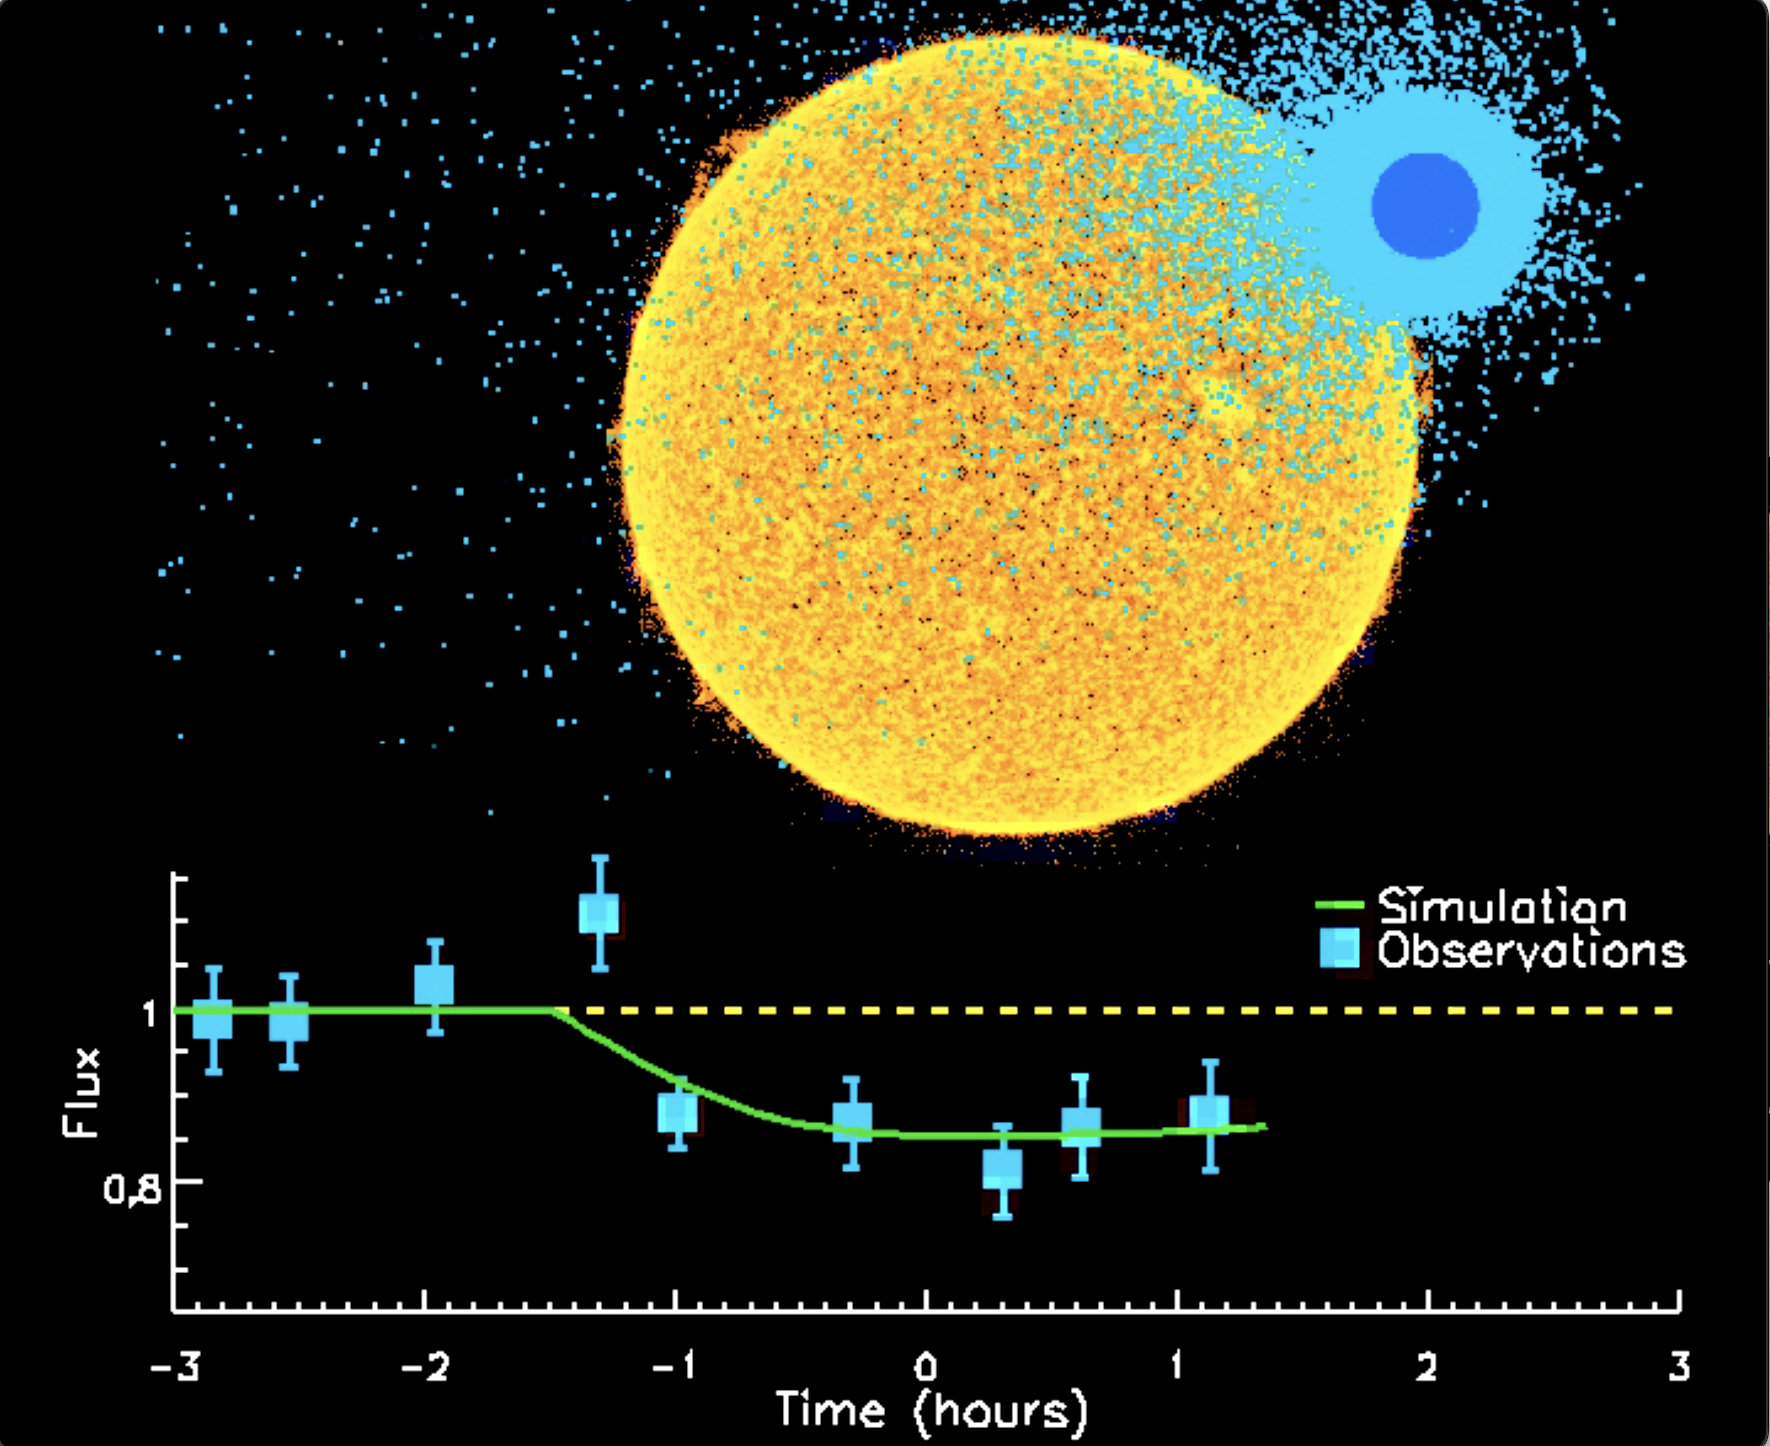 Simulation
Observations
1
Flux
0,8
-3 -2 -1 0 1 2 3
Time (hours)